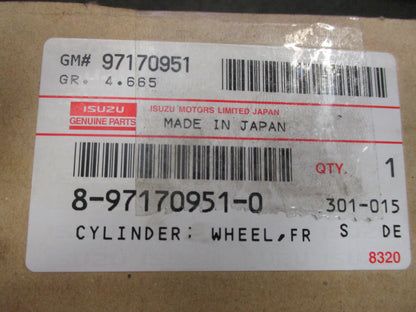 GM# 97170951
GR. 4.665
ISUZU
GENUINE PARTS
ISUZU MOTORS LIMITED JAPAN
MADE IN JAPAN
QTY. 1
8-97170951-0 301-015
CYLINDER: WHEEL,FR S DE
8320